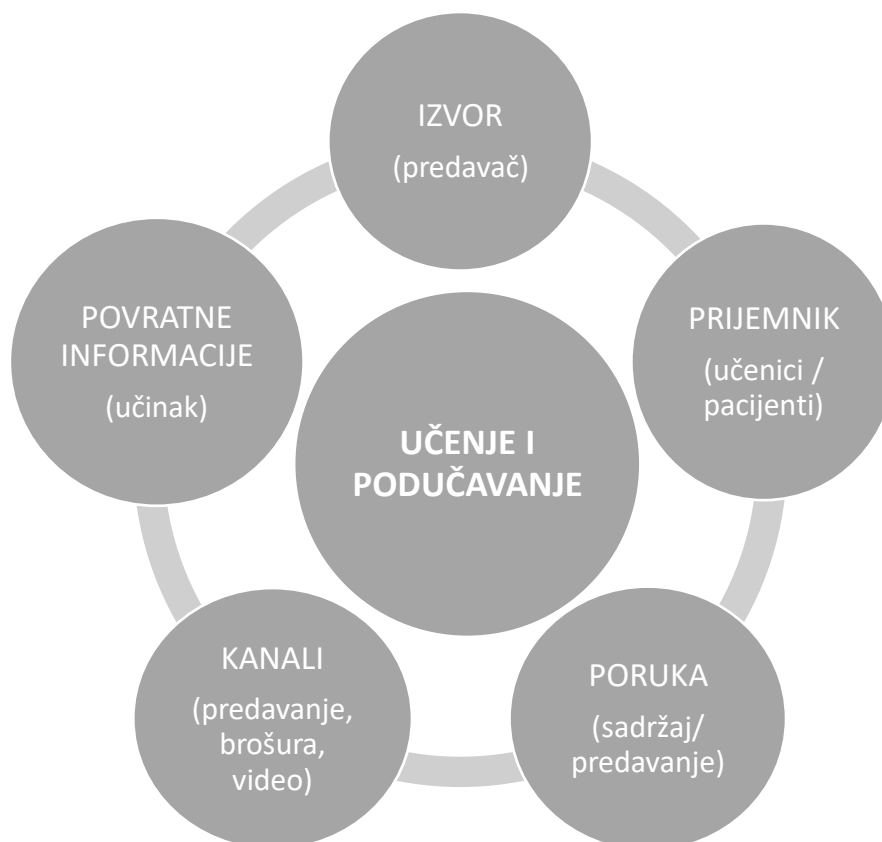 IZVOR
(predavač)
PRIJEMNIK
(učenici /
pacijenti)
PORUKA
(sadržaj/
predavanje)
KANALI
(predavanje,
brošura,
video)
POVRATNE
INFORMACIJE
(učinak)
UČENJE I
PODUČAVANJE